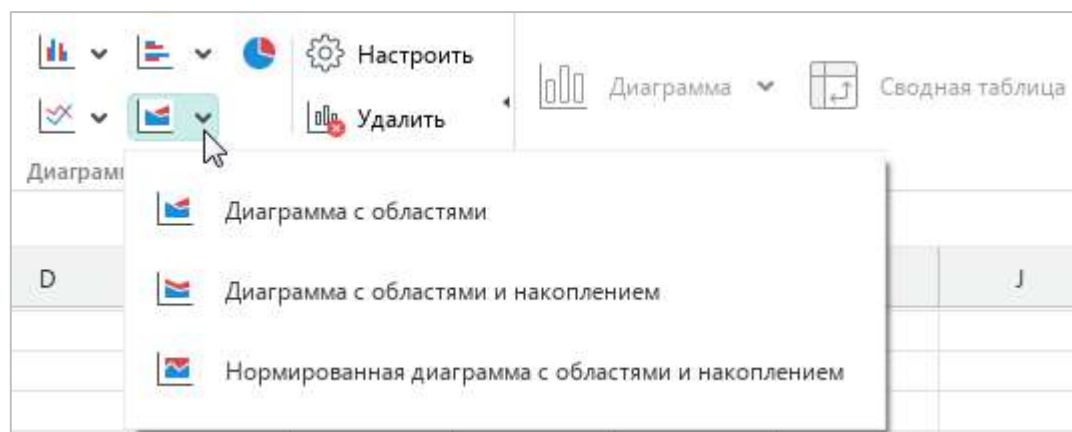 Настроить
Диаграмма
Сводная таблица
Удалить
Диаграм
Диаграмма с областями
D
J
Диаграмма с областями и накоплением
Нормированная диаграмма с областями и накоплением